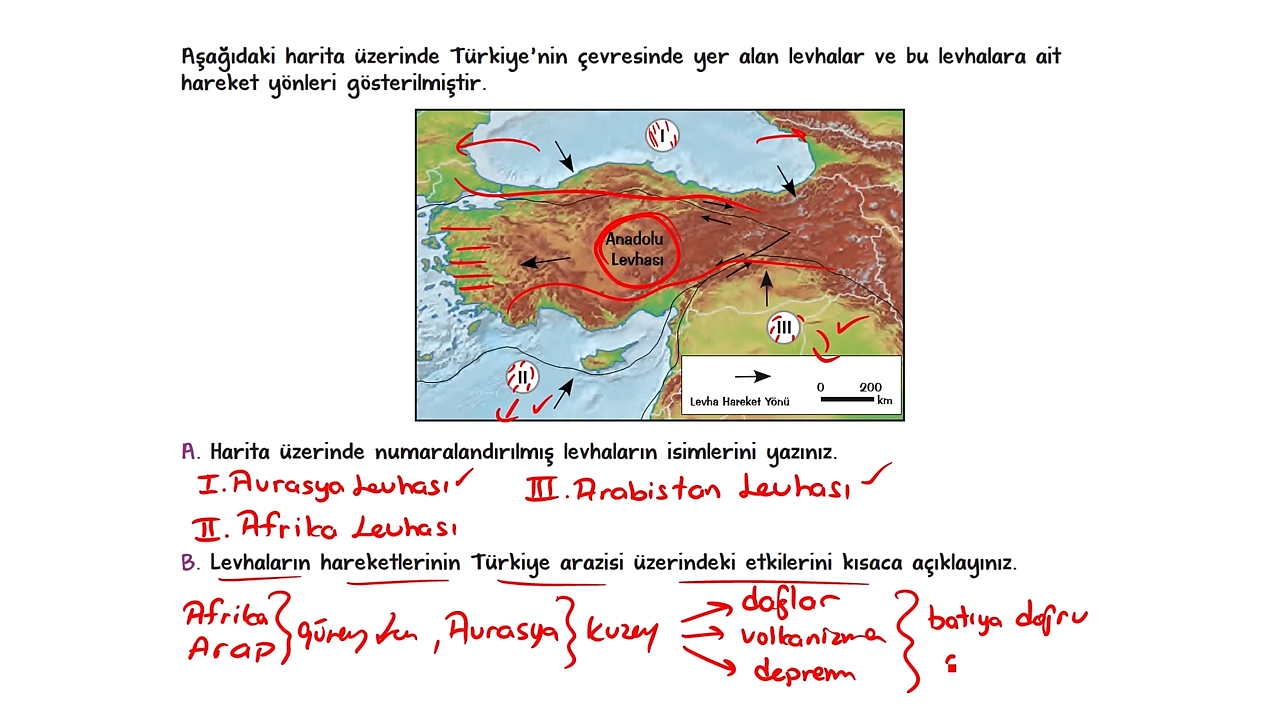 Aşağıdaki harita üzerinde Türkiye'nin çevresinde yer alan levhalar ve bu levhalara ait
hareket yönleri gösterilmiştir.
I
Anadolu
Levhası
III
II
Levha Hareket Yönü
0 200
km
A. Harita üzerinde numaralandırılmış levhaların isimlerini yazınız.
I. Avrasya Levhası III. Arabistan Levhası
II. Afrika Levhası
B. Levhaların hareketlerinin Türkiye arazisi üzerindeki etkilerini kısaca açıklayınız.
Afrika
Arap
güneyden, Avrasya kuzey
dağlar
volkanizma
deprem
batıya doğru